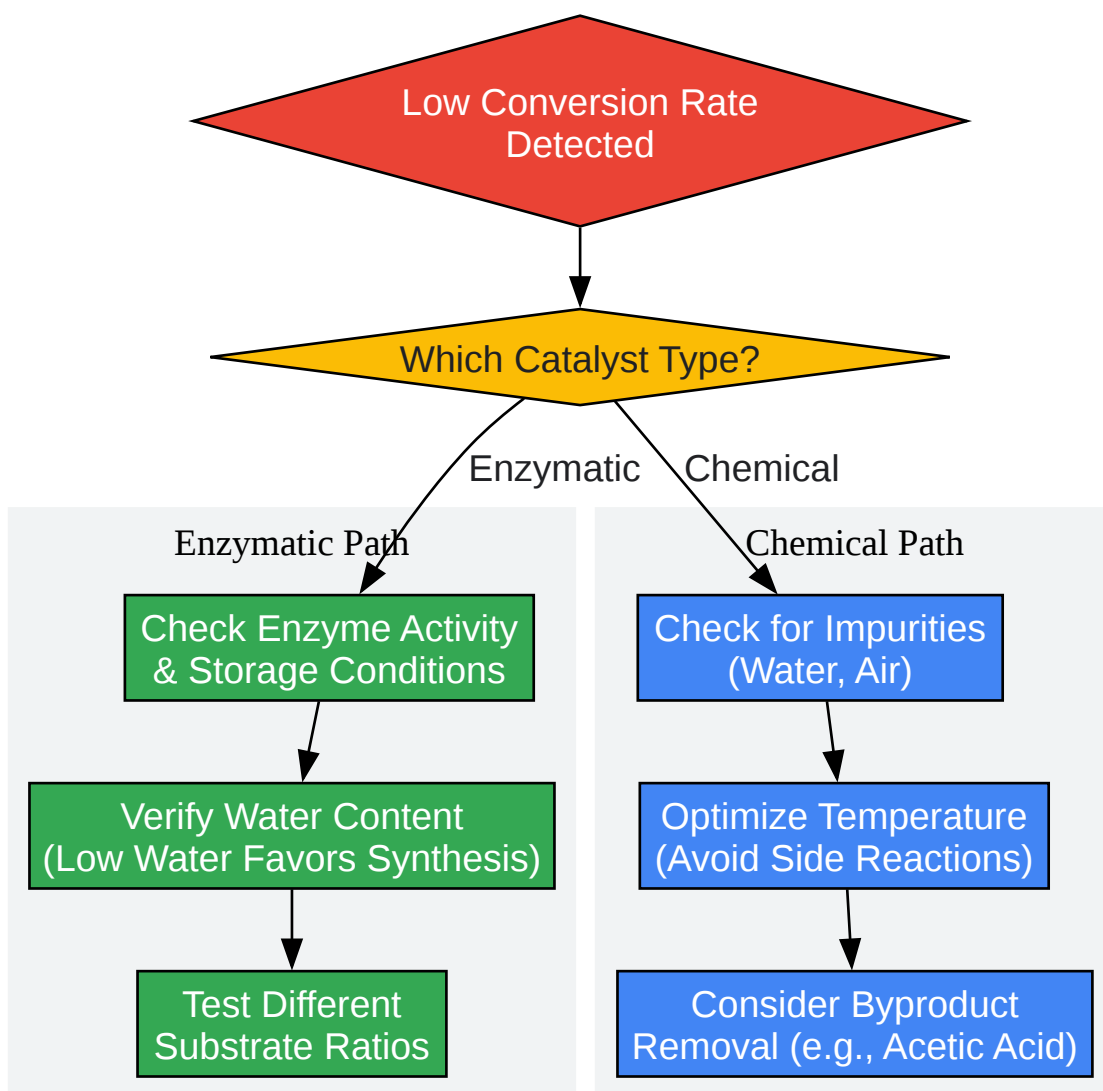 Low Conversion Rate
Detected
Which Catalyst Type?
Enzymatic
Chemical
Enzymatic Path
Check Enzyme Activity
& Storage Conditions
Verify Water Content
(Low Water Favors Synthesis)
Test Different
Substrate Ratios
Chemical Path
Check for Impurities
(Water, Air)
Optimize Temperature
(Avoid Side Reactions)
Consider Byproduct
Removal (e.g., Acetic Acid)